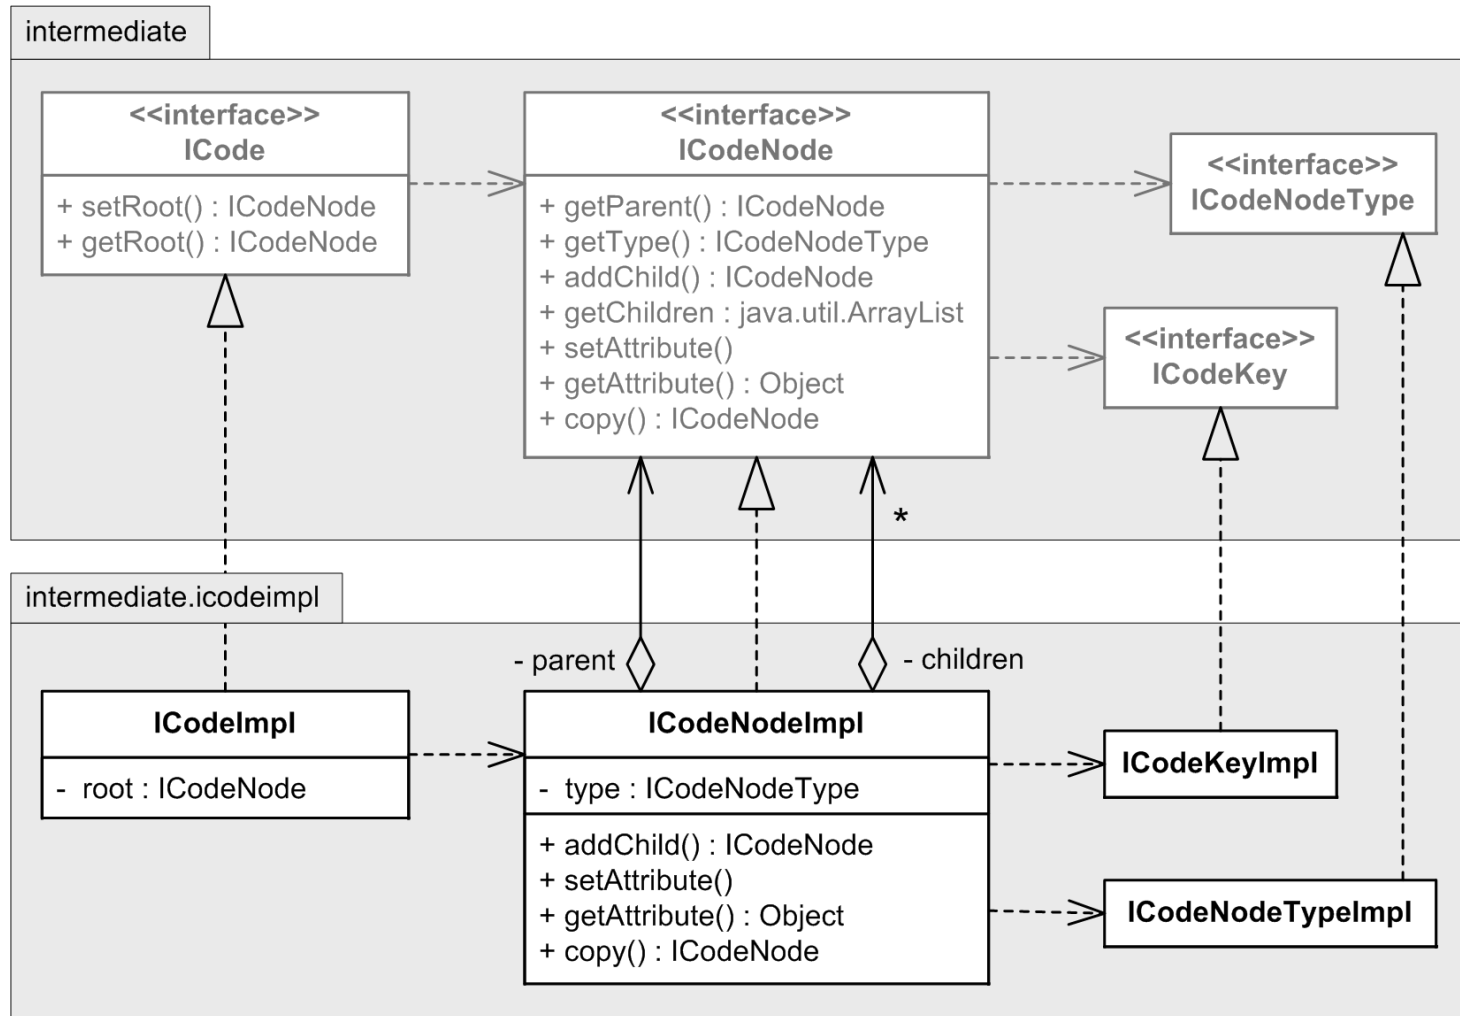 intermediate
<<interface>>
ICode
+ setRoot() : ICodeNode
+ getRoot() : ICodeNode
<<interface>>
ICodeNode
+ getParent() : ICodeNode
+ getType() : ICodeNodeType
+ addChild() : ICodeNode
+ getChildren : java.util.ArrayList
+ setAttribute()
+ getAttribute() : Object
+ copy() : ICodeNode
<<interface>>
ICodeNodeType
<<interface>>
ICodeKey
*
intermediate.icodeimpl
- parent
- children
ICodeImpl
- root : ICodeNode
ICodeNodeImpl
- type : ICodeNodeType
+ addChild() : ICodeNode
+ setAttribute()
+ getAttribute() : Object
+ copy() : ICodeNode
ICodeKeyImpl
ICodeNodeTypeImpl